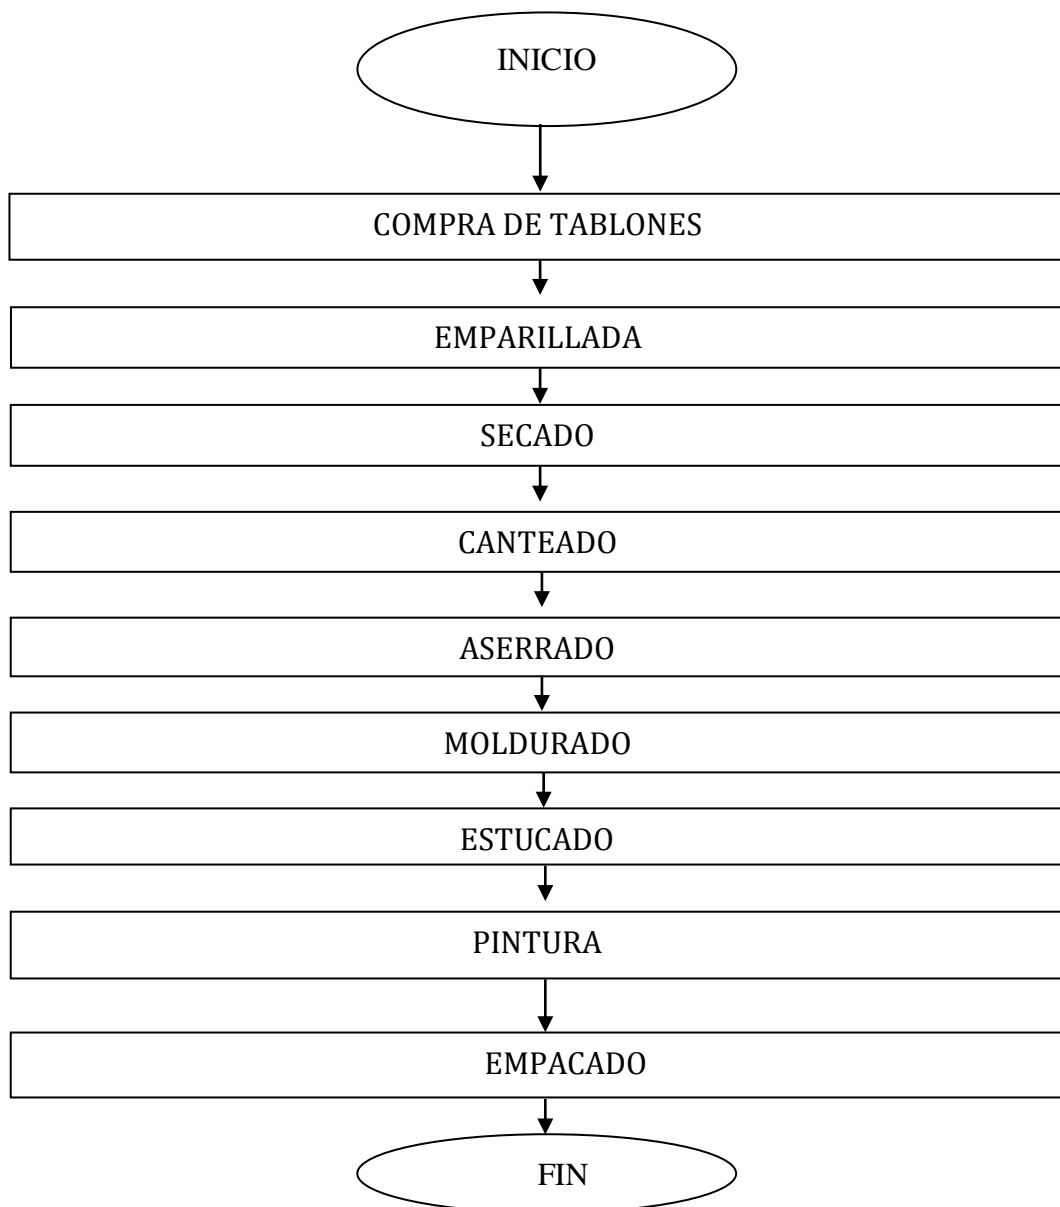 INICIO
COMPRA DE TABLONES
EMPARILLADA
SECADO
CANTEADO
ASERRADO
MOLDURADO
ESTUCADO
PINTURA
EMPACADO
FIN